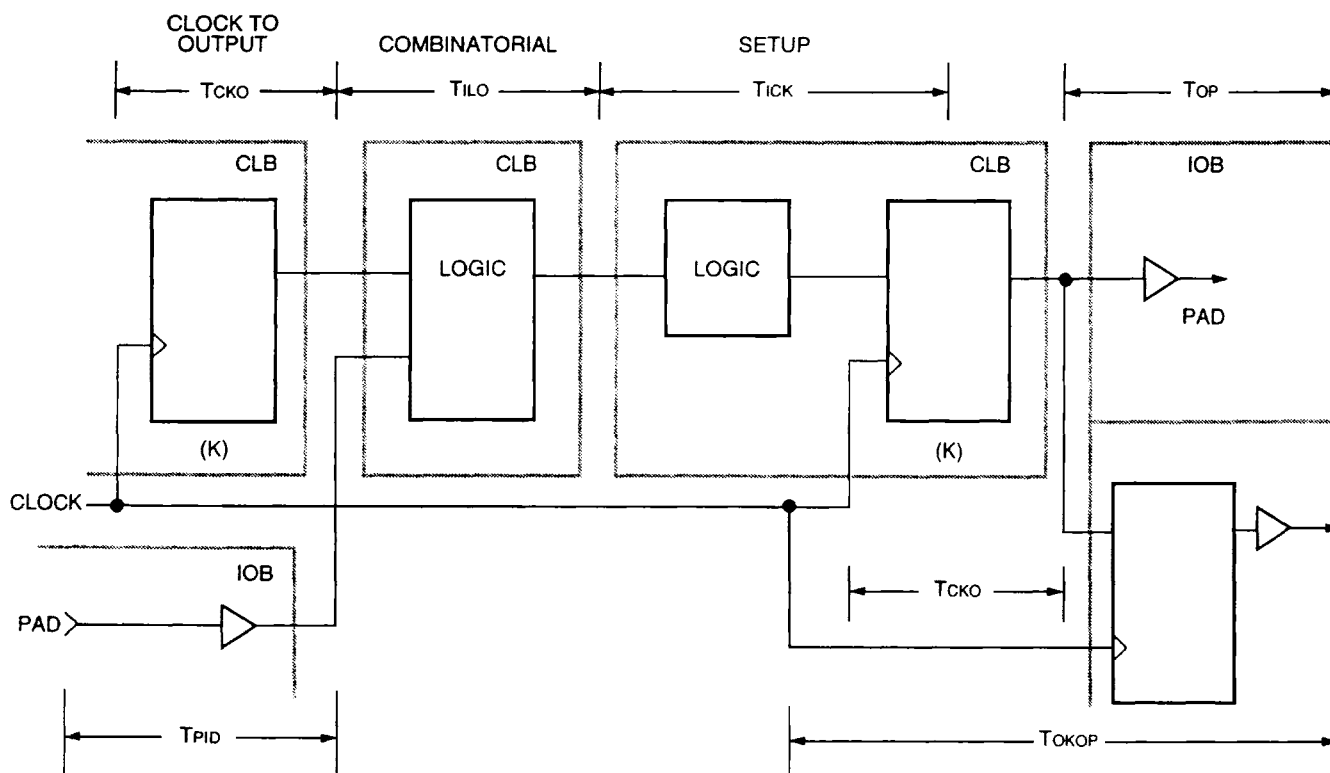 CLOCK TO
OUTPUT
COMBINATORIAL
SETUP
TCKO
TILO
TICK
TOP
CLB
CLB
CLB
IOB
LOGIC
LOGIC
PAD
(K)
(K)
CLOCK
IOB
TCKO
PAD
TPID
TOKOP